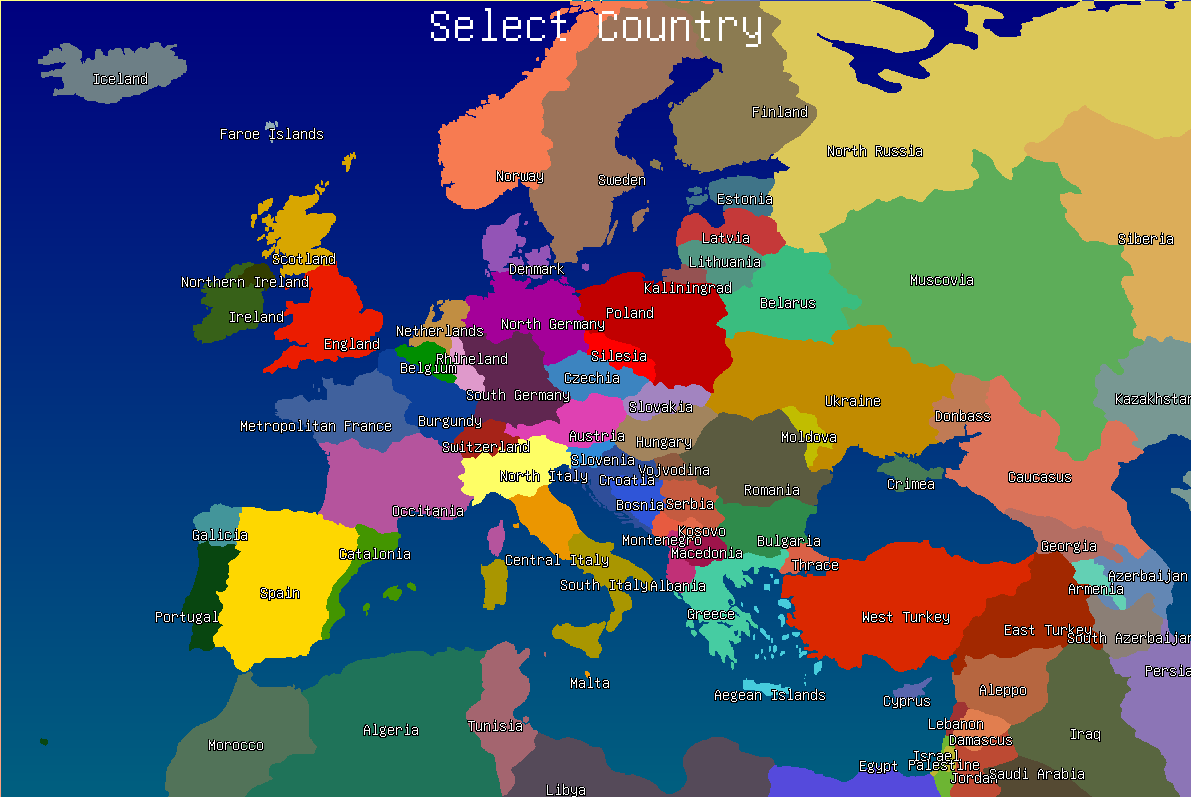 Select Country
Iceland
Faroe Islands
Finland
North Russia
Norway
Sweden
Estonia
Latvia
Siberia
Scotland
Lithuania
Denmark
Northern Ireland
Muscovia
Kaliningrad
Belarus
Ireland
Poland
North Germany
Netherlands
England
Rhineland
Silesia
Belgium
Czechia
South Germany
Kazakhstan
Ukraine
Slovakia
Donbass
Burgundy
Metropolitan France
Austria
Moldova
Hungary
Switzerland
Slovenia
Vojvodina
North Italy
Caucasus
Croatia
Crimea
Romania
Bosnia
Serbia
Occitania
Kosovo
Galicia
Montenegro
Bulgaria
Georgia
Catalonia
Macedonia
Central Italy
Thrace
Azerbaijan
South Italy
Albania
Armenia
Spain
Greece
Portugal
West Turkey
East Turkey
South Azerbaijan
Persia
Malta
Aegean Islands
Aleppo
Cyprus
Lebanon
Tunisia
Algeria
Iraq
Damascus
Morocco
Israel
Egypt
Palestine
Saudi Arabia
Jordan
Libya